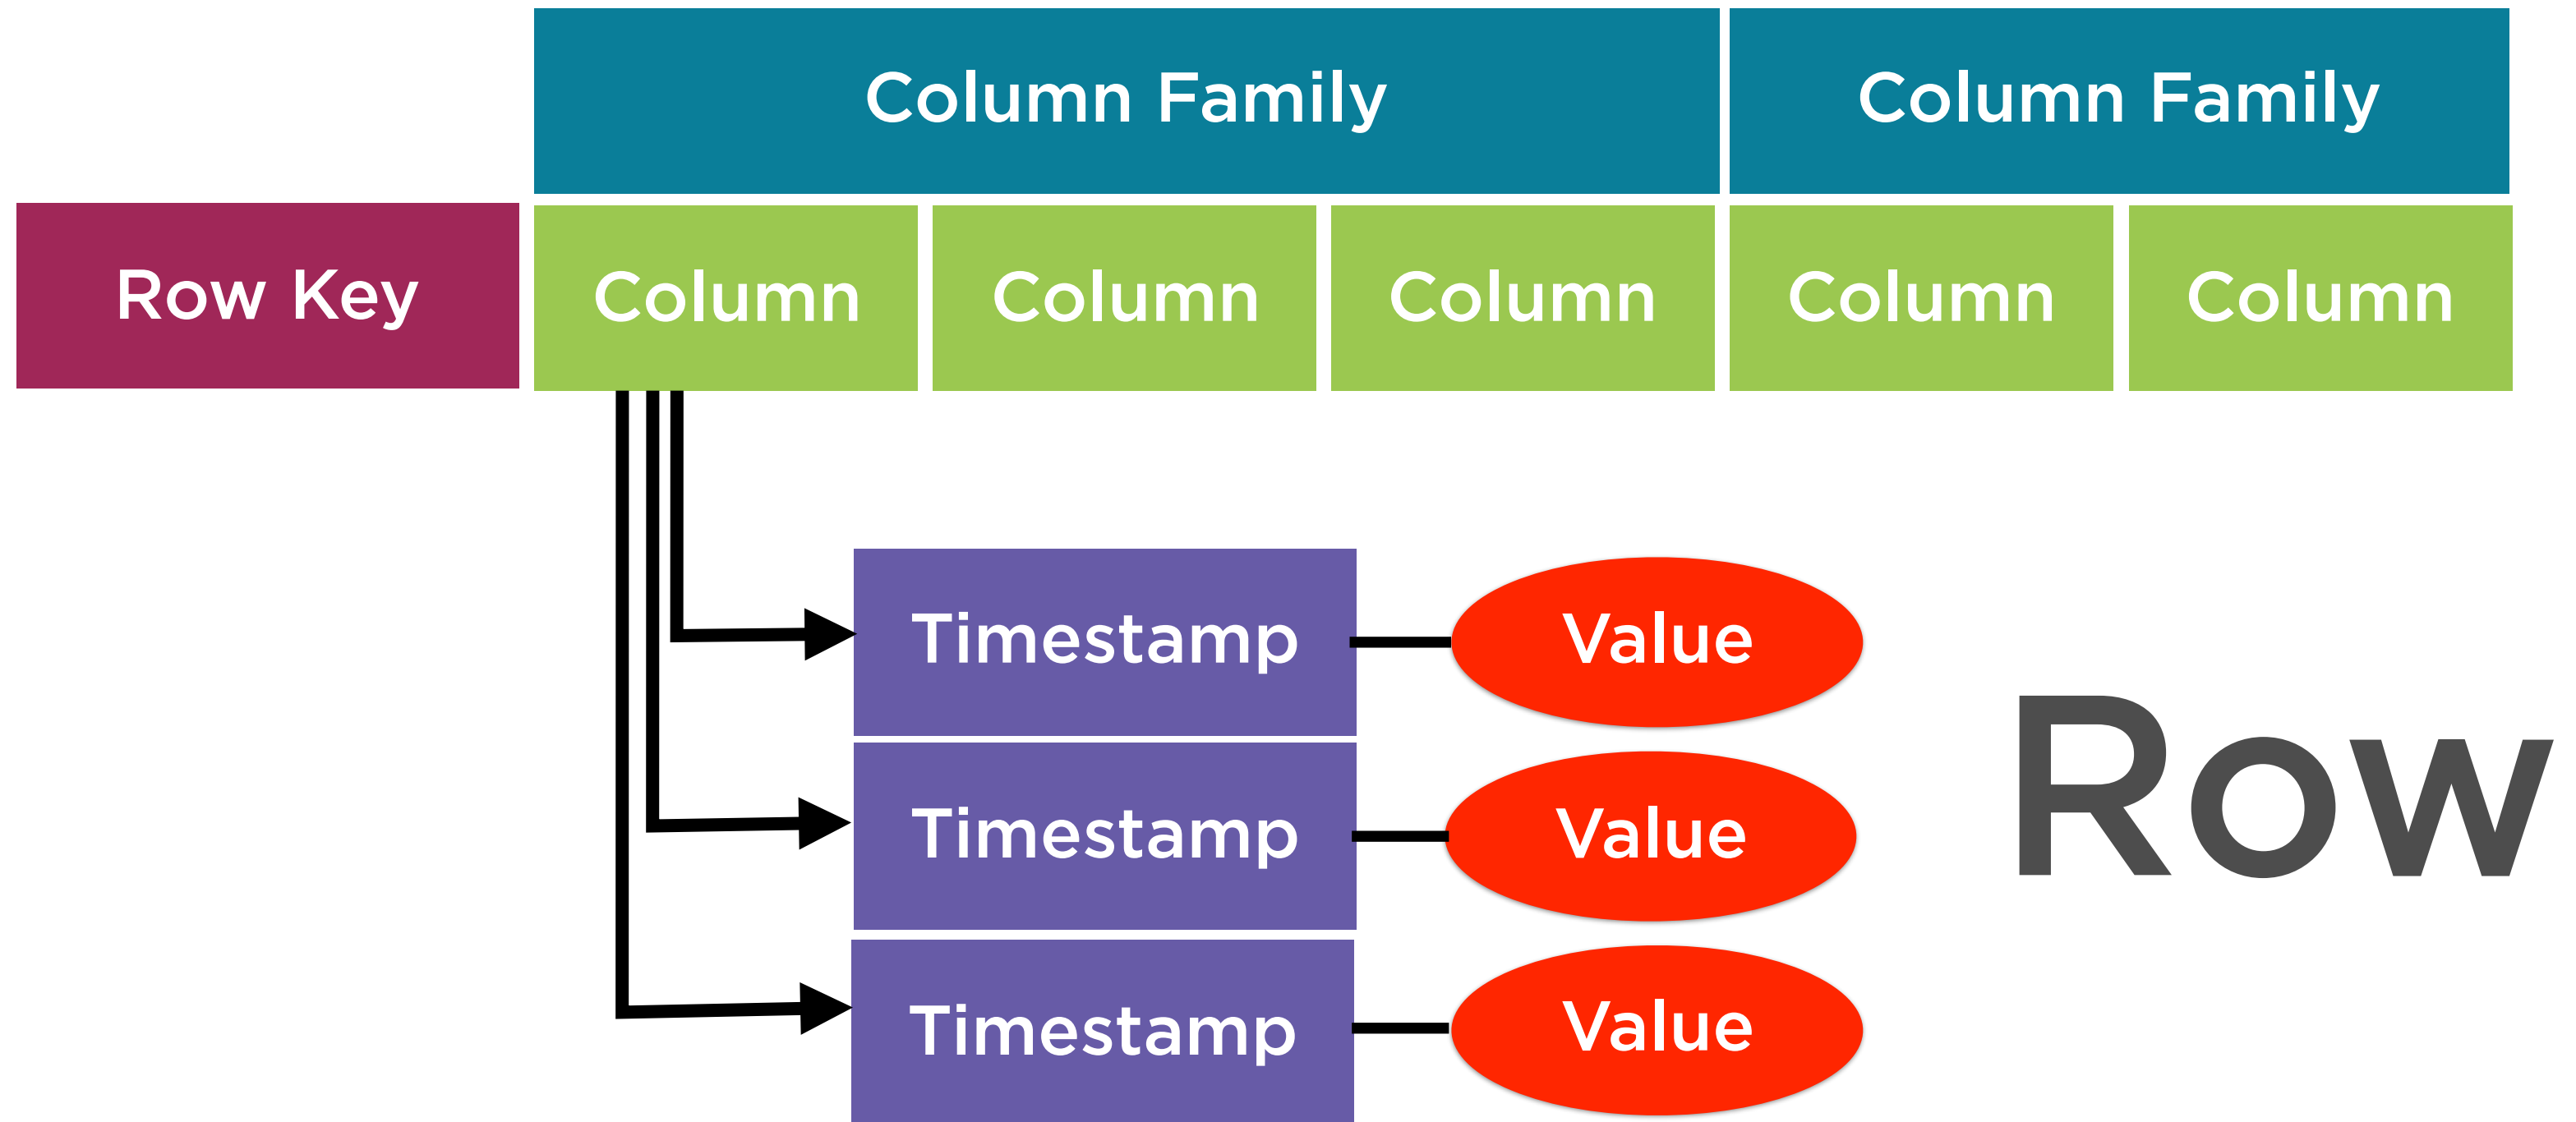 Column Family
Column Family
Row Key
Column
Column
Column
Column
Column
Timestamp
Value
Timestamp
Value
Timestamp
Value
Row